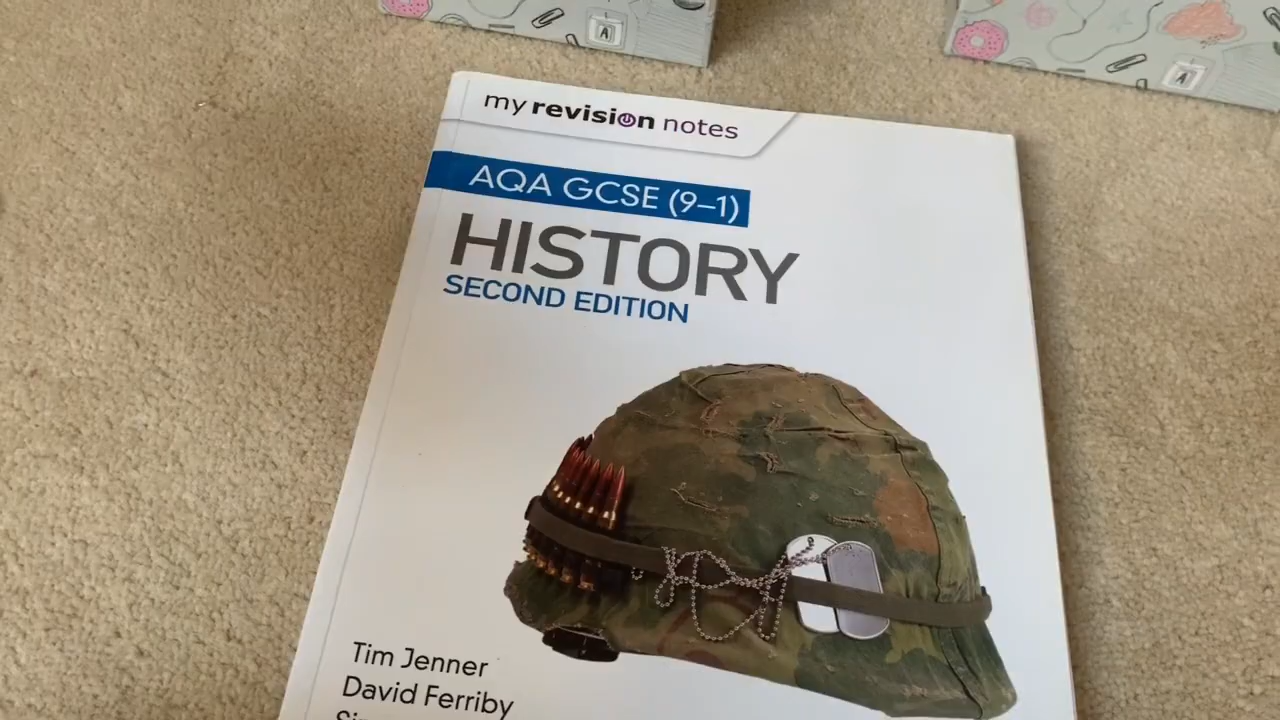 A
A
my revision notes
AQA GCSE (9–1)
HISTORY
SECOND EDITION
Tim Jenner
David Ferriby